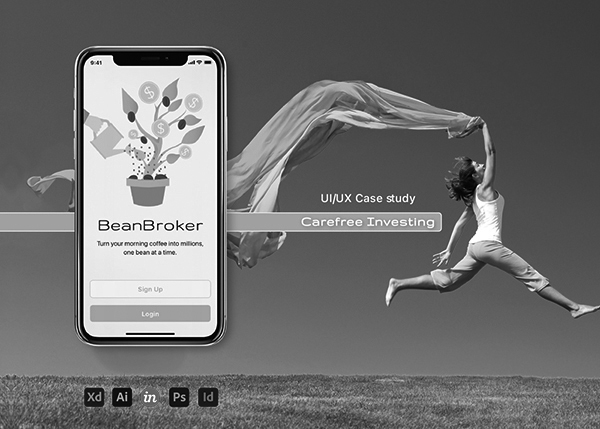 9:41
BeanBroker
Turn your morning coffee into millions,
one bean at a time.
Sign Up
Login
UI/UX Case study
Carefree Investing
Xd Ai in Ps Id